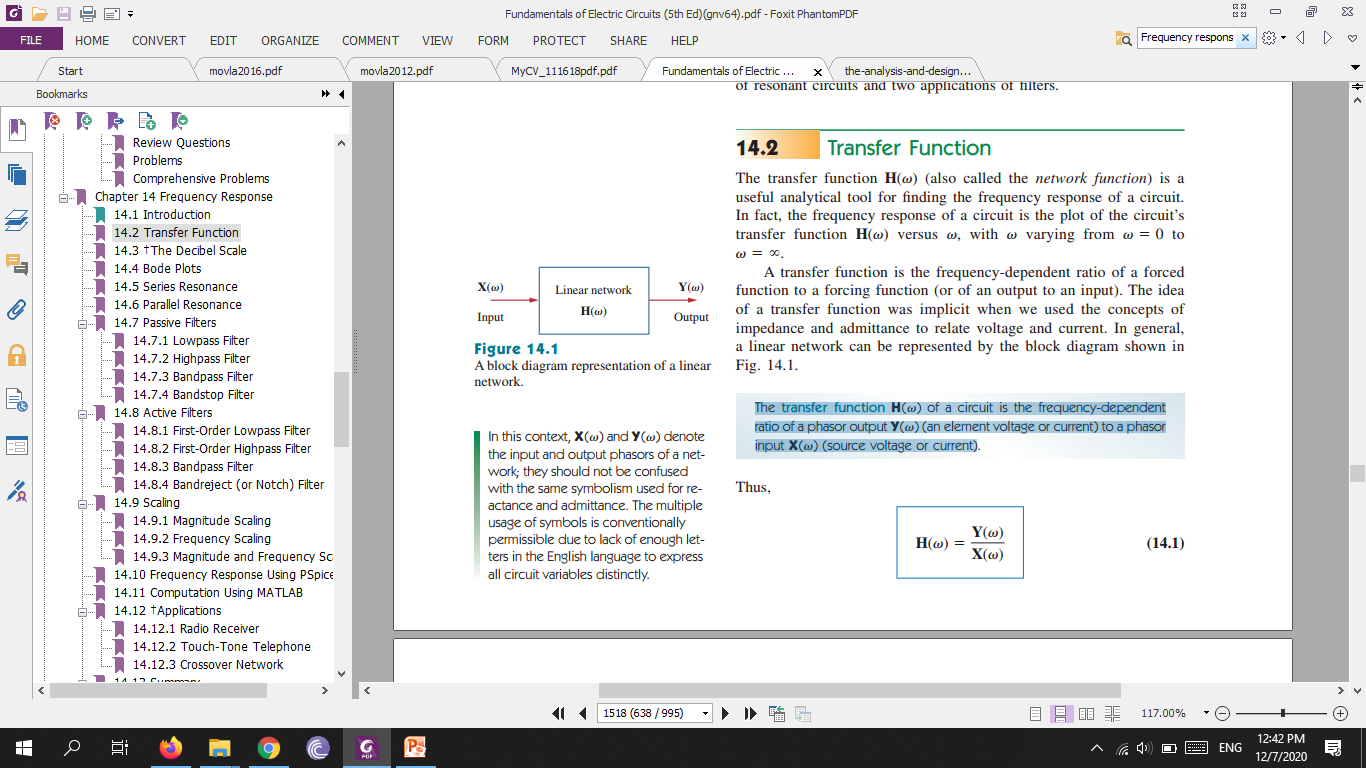 Fundamentals of Electric Circuits (5th Ed)(gnv64).pdf - Foxit PhantomPDF
FILE HOME CONVERT EDIT ORGANIZE COMMENT VIEW FORM PROTECT SHARE HELP
Frequency respons
Start movla2016.pdf movla2012.pdf MyCV_111618pdf.pdf Fundamentals of Electric ... the-analysis-and-design...
Bookmarks
Review Questions
Problems
Comprehensive Problems
Chapter 14 Frequency Response
14.1 Introduction
14.2 Transfer Function
14.3 †The Decibel Scale
14.4 Bode Plots
14.5 Series Resonance
14.6 Parallel Resonance
14.7 Passive Filters
14.7.1 Lowpass Filter
14.7.2 Highpass Filter
14.7.3 Bandpass Filter
14.7.4 Bandstop Filter
14.8 Active Filters
14.8.1 First-Order Lowpass Filter
14.8.2 First-Order Highpass Filter
14.8.3 Bandpass Filter
14.8.4 Bandreject (or Notch) Filter
14.9 Scaling
14.9.1 Magnitude Scaling
14.9.2 Frequency Scaling
14.9.3 Magnitude and Frequency Sc
14.10 Frequency Response Using PSpice
14.11 Computation Using MATLAB
14.12 †Applications
14.12.1 Radio Receiver
14.12.2 Touch-Tone Telephone
14.12.3 Crossover Network
14.13 Summary
of resonant circuits and two applications of filters.
14.2 Transfer Function
The transfer function H(ω) (also called the network function) is a
useful analytical tool for finding the frequency response of a circuit.
In fact, the frequency response of a circuit is the plot of the circuit's
transfer function H(ω) versus ω, with ω varying from ω = 0 to
ω = ∞.
A transfer function is the frequency-dependent ratio of a forced
function to a forcing function (or of an output to an input). The idea
of a transfer function was implicit when we used the concepts of
impedance and admittance to relate voltage and current. In general,
a linear network can be represented by the block diagram shown in
Fig. 14.1.
X(ω)
Input
Linear network
H(ω)
Y(ω)
Output
Figure 14.1
A block diagram representation of a linear
network.
The transfer function H(ω) of a circuit is the frequency-dependent
ratio of a phasor output Y(ω) (an element voltage or current) to a phasor
input X(ω) (source voltage or current).
In this context, X(ω) and Y(ω) denote
the input and output phasors of a net-
work; they should not be confused
with the same symbolism used for re-
actance and admittance. The multiple
usage of symbols is conventionally
permissible due to lack of enough let-
ters in the English language to express
all circuit variables distinctly.
Thus,
H(ω) = Y(ω)/X(ω) (14.1)
1518 (638 / 995)
117.00%
ENG
12:42 PM
12/7/2020